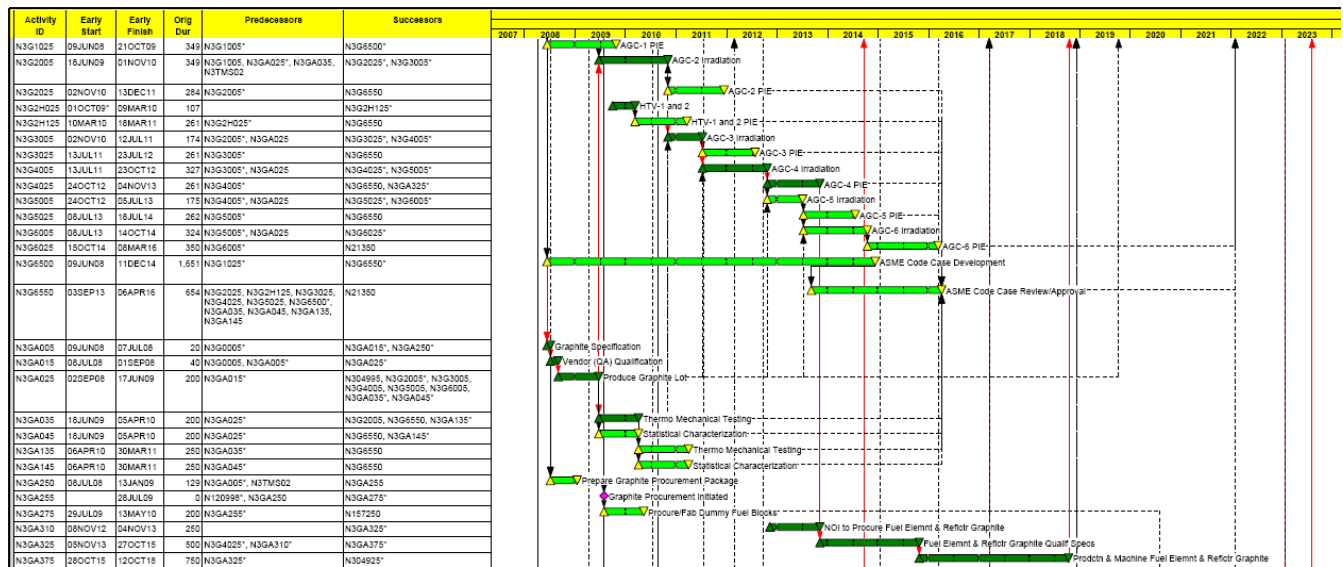 Activity ID Early Start Early Finish Orig Dur Predecessors Successors 2007 2008 2009 2010 2011 2012 2013 2014 2015 2016 2017 2018 2019 2020 2021 2022 2023
N3G1025 09JUN08 21OCT09 349 N3G1005* N3G6500* AGC-1 PIE
N3G2005 18JUN09 01NOV10 349 N3G1005, N3GA025*, N3GA035, N3G2025*, N3G3005* AGC-2 Irradiation
N3TMS02
N3G2025 02NOV10 13DEC11 284 N3G2005* N3G6550 AGC-2 PIE
N3G2H025 01OCT09* 09MAR10 107 N3G2H125* HTV-1 and 2
N3G2H125 10MAR10 18MAR11 261 N3G2H025* N3G6550 HTV-1 and 2 PIE
N3G3005 02NOV10 12JUL11 174 N3G2005*, N3GA025 N3G3025, N3G4005* AGC-3 Irradiation
N3G3025 13JUL11 23JUL12 261 N3G3005* N3G6550 AGC-3 PIE
N3G4005 13JUL11 23OCT12 327 N3G3005*, N3GA025 N3G4025, N3G5005* AGC-4 Irradiation
N3G4025 24OCT12 04NOV13 261 N3G4005* N3G6550, N3GA325* AGC-4 PIE
N3G5005 24OCT12 05JUL13 175 N3G4005*, N3GA025 N3G5025, N3G6005* AGC-5 Irradiation
N3G5025 08JUL13 18JUL14 262 N3G5005* N3G6550 AGC-5 PIE
N3G6005 08JUL13 14OCT14 324 N3G5005*, N3GA025 N3G6025* AGC-6 Irradiation
N3G6025 15OCT14 08MAR16 350 N3G6005* N21350 AGC-6 PIE
N3G6500 09JUN08 11DEC14 1,651 N3G1025* N3G6550* ASME Code Case Development
N3G6550 03SEP13 06APR16 654 N3G2025, N3G2H125, N3G3025, N21350 ASME Code Case Review/Approval
N3G4025, N3G5025, N3G6500*,
N3GA035, N3GA045, N3GA135,
N3GA145
N3GA005 09JUN08 07JUL08 20 N3G0005* N3GA015*, N3GA250* Graphite Specification
N3GA015 08JUL08 01SEP08 40 N3G0005, N3GA005* N3GA025* Vendor (QA) Qualification
N3GA025 02SEP08 17JUN09 200 N3GA015* N304995, N3G2005*, N3G3005, Produce Graphite Lot
N3G4005, N3G5005, N3G6005,
N3GA035*, N3GA045*
N3GA035 18JUN09 05APR10 200 N3GA025* N3G2005, N3G6550, N3GA135* Thermo Mechanical Testing
N3GA045 18JUN09 05APR10 200 N3GA025* N3G6550, N3GA145* Statistical Characterization
N3GA135 06APR10 30MAR11 250 N3GA035* N3G6550 Thermo Mechanical Testing
N3GA145 06APR10 30MAR11 250 N3GA045* N3G6550 Statistical Characterization
N3GA250 08JUL08 13JAN09 129 N3GA005*, N3TMS02 N3GA255 Prepare Graphite Procurement Package
N3GA255 28JUL09 0 N120998*, N3GA250 N3GA275* Graphite Procurement Initiated
N3GA275 29JUL09 13MAY10 200 N3GA255* N157250 Procure/Fab Dummy Fuel Blocks
N3GA310 08NOV12 04NOV13 250 N3GA325* NOI to Procure Fuel Elemnt & Reflctr Graphite
N3GA325 05NOV13 27OCT15 500 N3G4025*, N3GA310* N3GA375* Fuel Elemnt & Reflctr Graphite Qualif Specs
N3GA375 28OCT15 12OCT18 750 N3GA325* N304925* Prodctn & Machine Fuel Elemnt & Reflctr Graphite